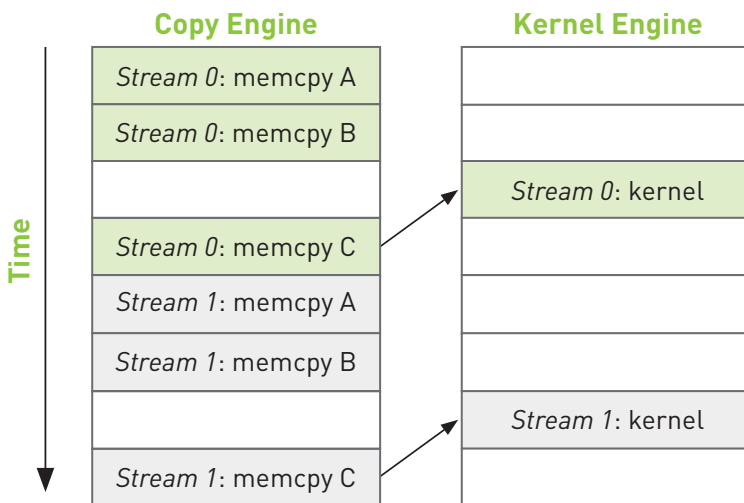 Copy Engine
Kernel Engine
Time
Stream 0: memcpy A
Stream 0: memcpy B
Stream 0: kernel
Stream 0: memcpy C
Stream 1: memcpy A
Stream 1: memcpy B
Stream 1: kernel
Stream 1: memcpy C